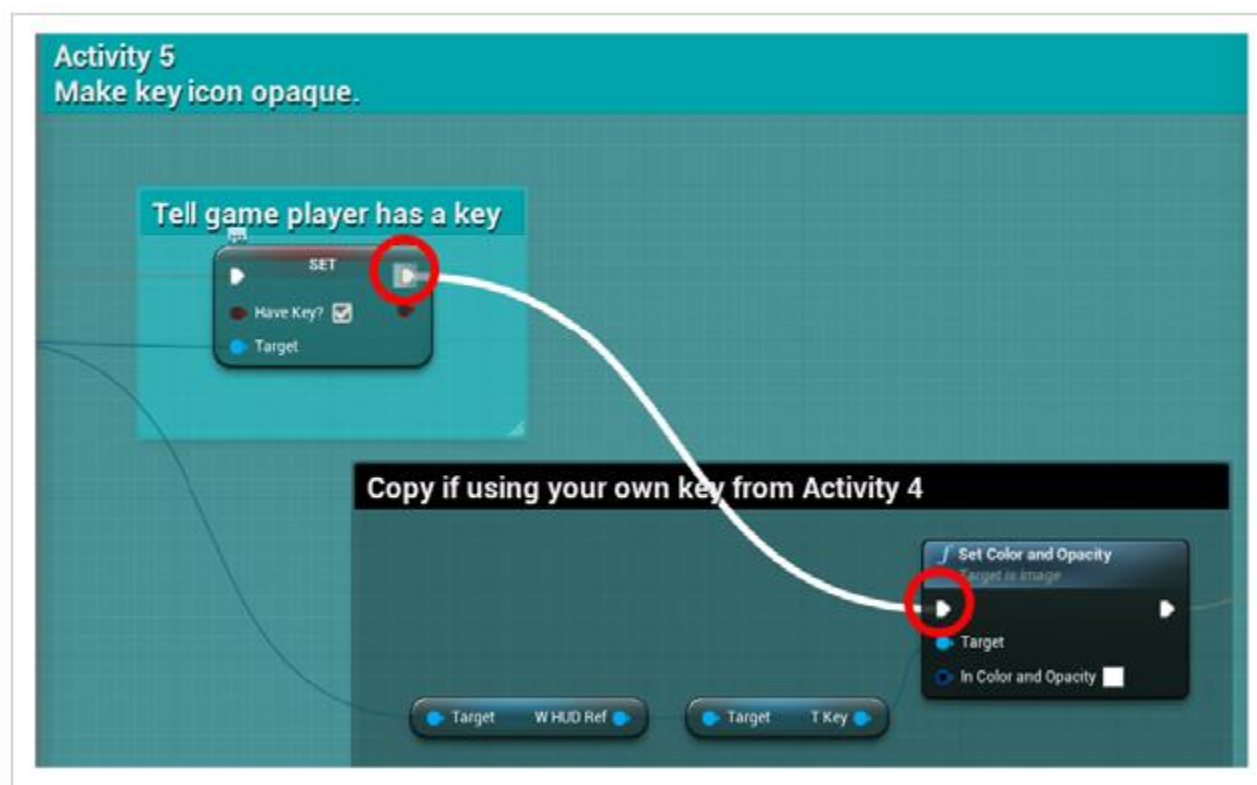 Activity 5
Make key icon opaque.
Tell game player has a key
SET
Have Key?
Target
Copy if using your own key from Activity 4
f Set Color and Opacity
Target is image
Target
In Color and Opacity
Target W HUD Ref
Target T Key